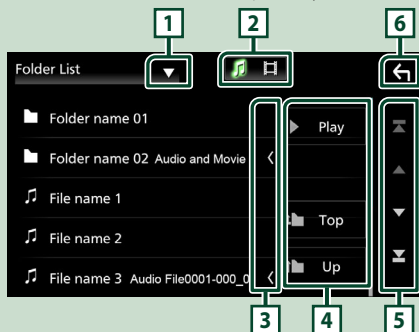 1 2 6
Folder List
Folder name 01
Play
Folder name 02 Audio and Movie
File name 1
File name 2
Top
File name 3 Audio File0001-000_0
Up
3 4 5